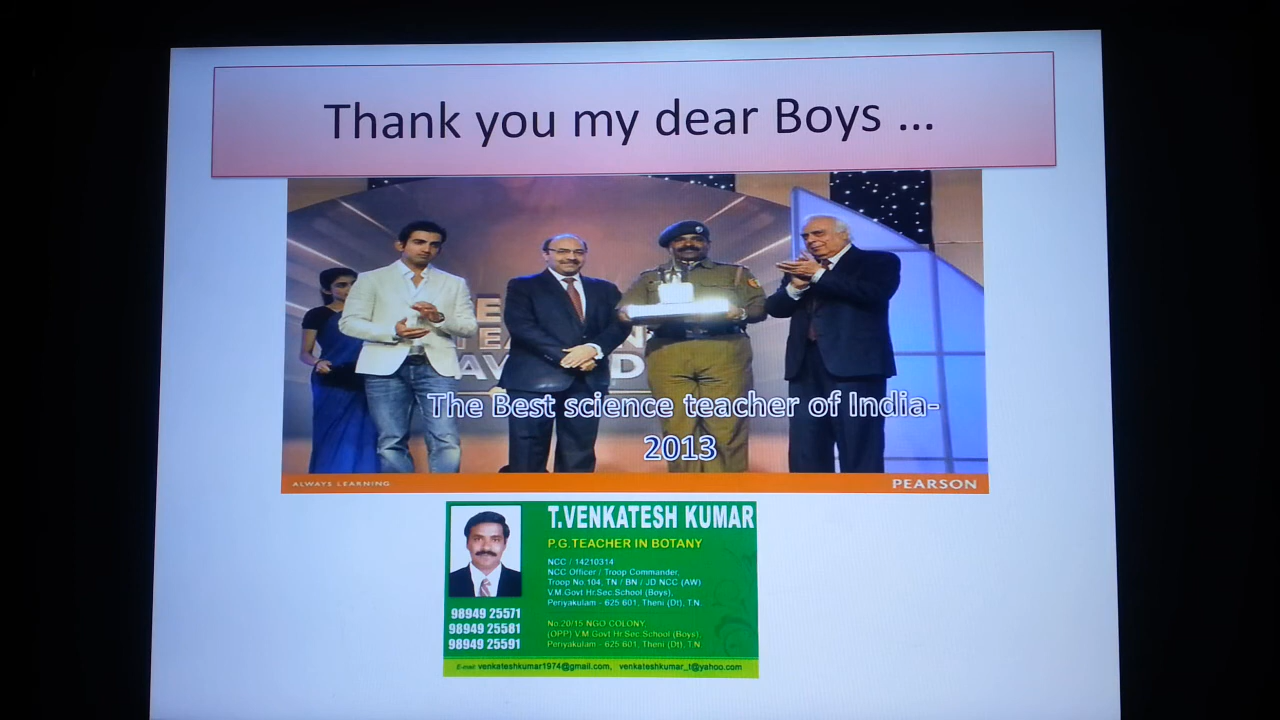 Thank you my dear Boys ...
The Best science teacher of India-
2013
ALWAYS LEARNING
PEARSON
T.VENKATESH KUMAR
P.G.TEACHER IN BOTANY
NCC / 14210314
NCC Officer / Troop Commander,
Troop No.104, TN / BN / JD NCC (AW)
V.M.Govt Hr.Sec.School (Boys),
Periyakulam - 625 601, Theni (Dt), T.N.
98949 25571
98949 25581
98949 25591
No.20/15 NGO COLONY,
(OPP) V.M.Govt Hr.Sec.School (Boys),
Periyakulam - 625 601, Theni (Dt), T.N.
E-mail: venkateshkumar1974@gmail.com, venkateshkumar_t@yahoo.com